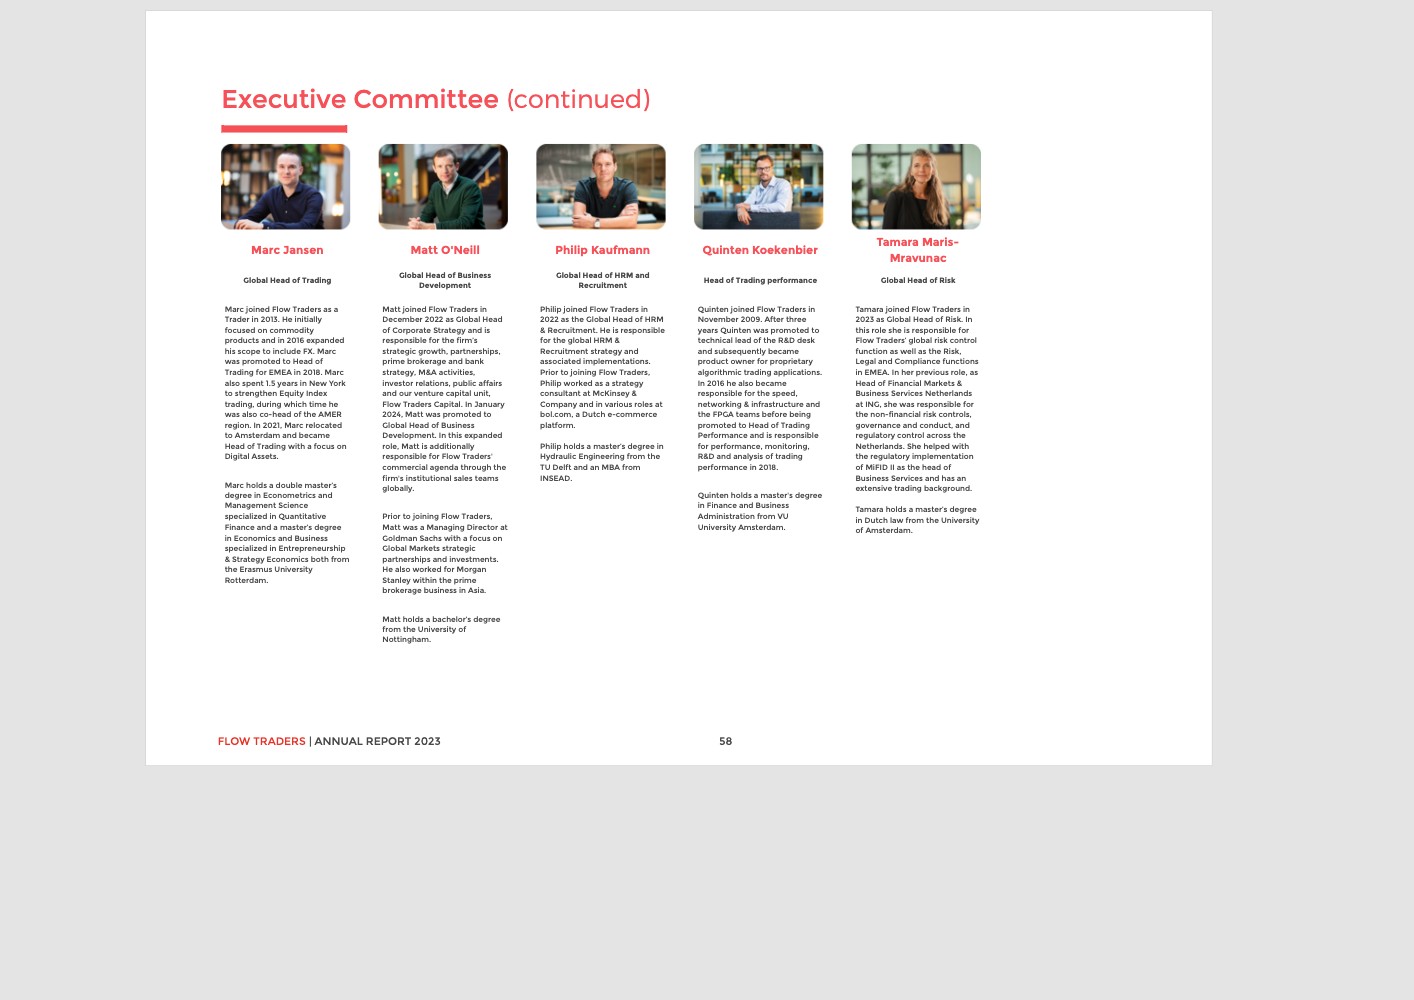 Executive Committee (continued)
Marc Jansen
Global Head of Trading
Marc joined Flow Traders as a
Trader in 2013. He initially
focused on commodity
products and in 2016 expanded
his scope to include FX. Marc
was promoted to Head of
Trading for EMEA in 2018. Marc
also spent 1.5 years in New York
to strengthen Equity Index
trading, during which time he
was also co-head of the AMER
region. In 2021, Marc relocated
to Amsterdam and became
Head of Trading with a focus on
Digital Assets.
Marc holds a double master's
degree in Econometrics and
Management Science
specialized in Quantitative
Finance and a master's degree
in Economics and Business
specialized in Entrepreneurship
& Strategy Economics both from
the Erasmus University
Rotterdam.
Matt O'Neill
Global Head of Business
Development
Matt joined Flow Traders in
December 2022 as Global Head
of Corporate Strategy and is
responsible for the firm's
strategic growth, partnerships,
prime brokerage and bank
strategy, M&A activities,
investor relations, public affairs
and our venture capital unit,
Flow Traders Capital. In January
2024, Matt was promoted to
Global Head of Business
Development. In this expanded
role, Matt is additionally
responsible for Flow Traders'
commercial agenda through the
firm's institutional sales teams
globally.
Prior to joining Flow Traders,
Matt was a Managing Director at
Goldman Sachs with a focus on
Global Markets strategic
partnerships and investments.
He also worked for Morgan
Stanley within the prime
brokerage business in Asia.
Matt holds a bachelor's degree
from the University of
Nottingham.
Philip Kaufmann
Global Head of HRM and
Recruitment
Philip joined Flow Traders in
2022 as the Global Head of HRM
& Recruitment. He is responsible
for the global HRM &
Recruitment strategy and
associated implementations.
Prior to joining Flow Traders,
Philip worked as a strategy
consultant at McKinsey &
Company and in various roles at
bol.com, a Dutch e-commerce
platform.
Philip holds a master's degree in
Hydraulic Engineering from the
TU Delft and an MBA from
INSEAD.
Quinten Koekenbier
Head of Trading performance
Quinten joined Flow Traders in
November 2009. After three
years Quinten was promoted to
technical lead of the R&D desk
and subsequently became
product owner for proprietary
algorithmic trading applications.
In 2016 he also became
responsible for the speed,
networking & infrastructure and
the FPGA teams before being
promoted to Head of Trading
Performance and is responsible
for performance, monitoring,
R&D and analysis of trading
performance in 2018.
Quinten holds a master's degree
in Finance and Business
Administration from VU
University Amsterdam.
Tamara Maris-
Mravunac
Global Head of Risk
Tamara joined Flow Traders in
2023 as Global Head of Risk. In
this role she is responsible for
Flow Traders' global risk control
function as well as the Risk,
Legal and Compliance functions
in EMEA. In her previous role, as
Head of Financial Markets &
Business Services Netherlands
at ING, she was responsible for
the non-financial risk controls,
governance and conduct, and
regulatory control across the
Netherlands. She helped with
the regulatory implementation
of MiFID II as the head of
Business Services and has an
extensive trading background.
Tamara holds a master's degree
in Dutch law from the University
of Amsterdam.
FLOW TRADERS | ANNUAL REPORT 2023
58